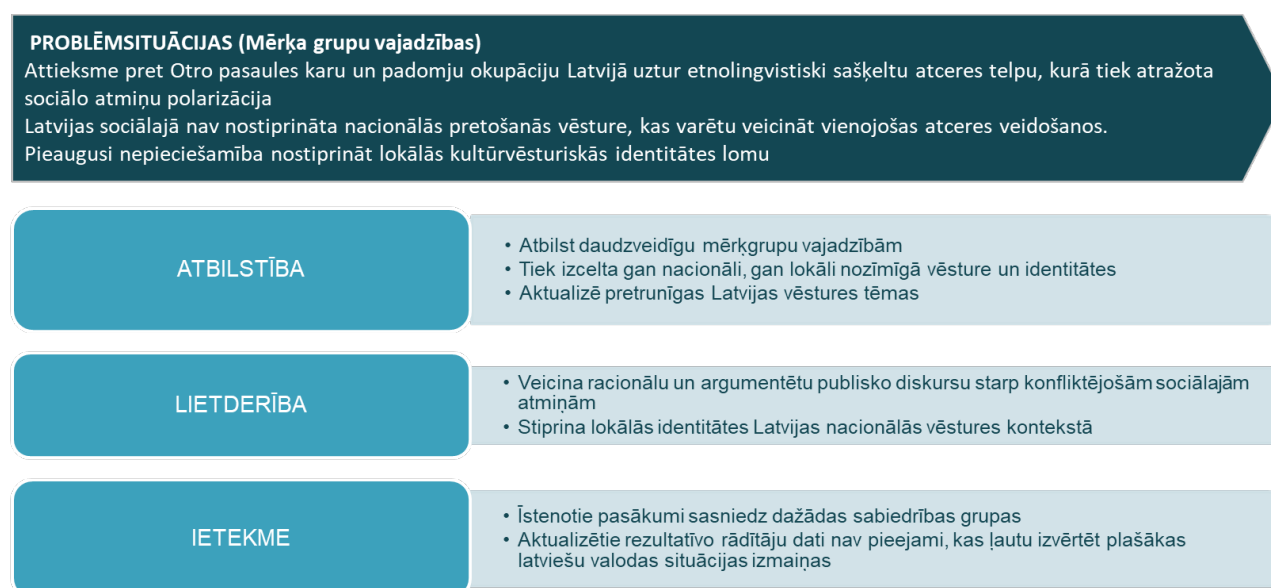 PROBLĒMSITUĀCIJAS (Mērķa grupu vajadzības)
Attieksme pret Otro pasaules karu un padomju okupāciju Latvijā uztur etnolingvistiski sašķeltu atceres telpu, kurā tiek atražota
sociālo atmiņu polarizācija
Latvijas sociālajā nav nostiprināta nacionālās pretošanās vēsture, kas varētu veicināt vienojošas atceres veidošanos.
Pieaugusi nepieciešamība nostiprināt lokālās kultūrvēsturiskās identitātes lomu
ATBILSTĪBA
• Atbilst daudzveidīgu mērķgrupu vajadzībām
• Tiek izcelta gan nacionāli, gan lokāli nozīmīgā vēsture un identitātes
• Aktualizē pretrunīgas Latvijas vēstures tēmas
LIETDERĪBA
• Veicina racionālu un argumentētu publisko diskursu starp konfliktējošām sociālajām
atmiņām
• Stiprina lokālās identitātes Latvijas nacionālās vēstures kontekstā
IETEKME
• Īstenotie pasākumi sasniedz dažādas sabiedrības grupas
• Aktualizētie rezultatīvo rādītāju dati nav pieejami, kas ļautu izvērtēt plašākas
latviešu valodas situācijas izmaiņas